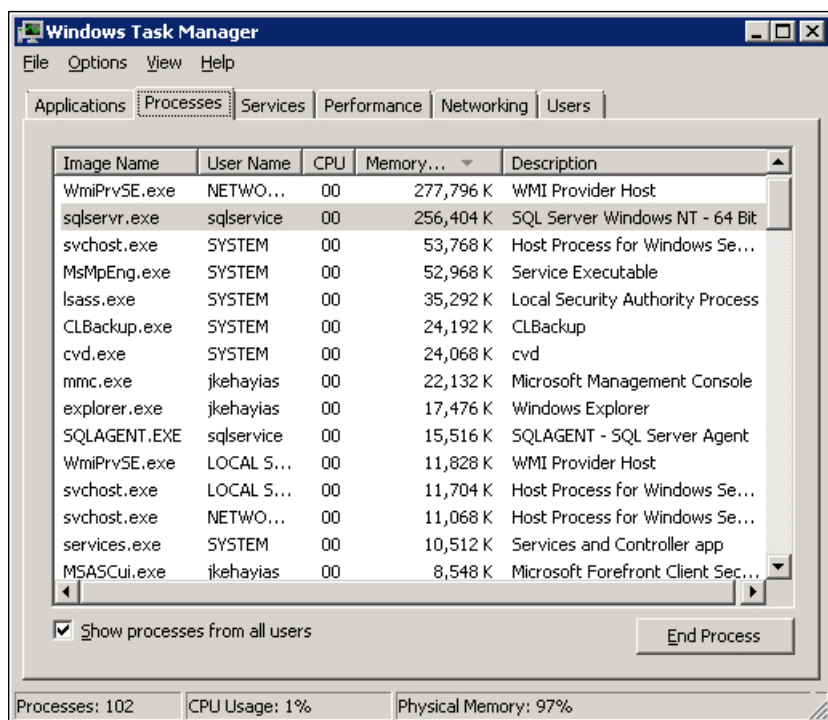 Windows Task Manager
File Options View Help
Applications Processes Services Performance Networking Users
Image Name User Name CPU Memory... Description
WmiPrvSE.exe NETWO... 00 277,796 K WMI Provider Host
sqlservr.exe sqlservice 00 256,404 K SQL Server Windows NT - 64 Bit
svchost.exe SYSTEM 00 53,768 K Host Process for Windows Se...
MsMpEng.exe SYSTEM 00 52,968 K Service Executable
lsass.exe SYSTEM 00 35,292 K Local Security Authority Process
CLBackup.exe SYSTEM 00 24,192 K CLBackup
cvd.exe SYSTEM 00 24,068 K cvd
mmc.exe jkehayias 00 22,132 K Microsoft Management Console
explorer.exe jkehayias 00 17,476 K Windows Explorer
SQLAGENT.EXE sqlservice 00 15,516 K SQLAGENT - SQL Server Agent
WmiPrvSE.exe LOCAL S... 00 11,828 K WMI Provider Host
svchost.exe LOCAL S... 00 11,704 K Host Process for Windows Se...
svchost.exe NETWO... 00 11,068 K Host Process for Windows Se...
services.exe SYSTEM 00 10,512 K Services and Controller app
MSASCui.exe jkehayias 00 8,548 K Microsoft Forefront Client Sec...
Show processes from all users
End Process
Processes: 102 CPU Usage: 1% Physical Memory: 97%